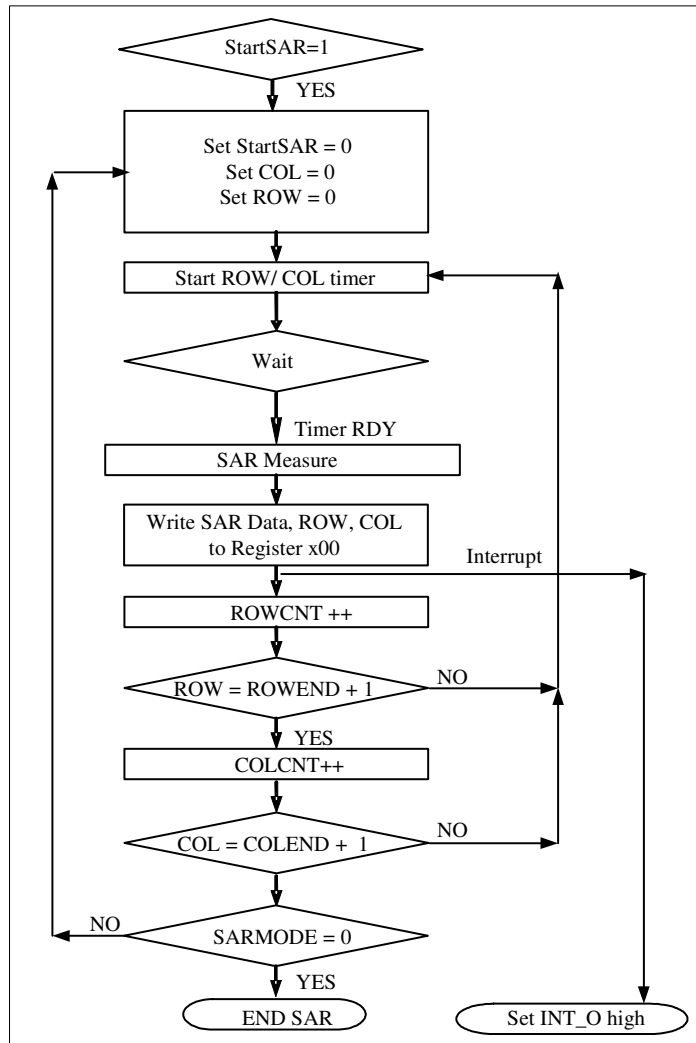 StartSAR=1
YES
Set StartSAR = 0
Set COL = 0
Set ROW = 0
Start ROW/ COL timer
Wait
Timer RDY
SAR Measure
Write SAR Data, ROW, COL
to Register x00
Interrupt
ROWCNT ++
ROW = ROWEND + 1
NO
YES
COLCNT++
COL = COLEND + 1
NO
SARMODE = 0
NO
YES
END SAR
Set INT_O high